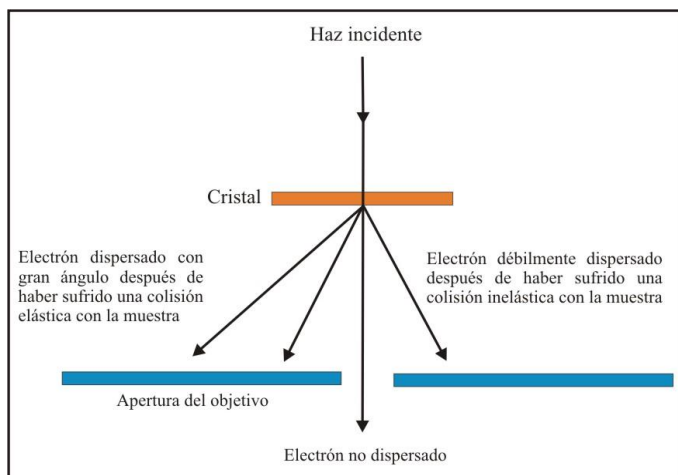 Haz incidente
Cristal
Electrón dispersado con
gran ángulo después de
haber sufrido una colisión
elástica con la muestra
Electrón débilmente dispersado
después de haber sufrido una
colisión inelástica con la muestra
Apertura del objetivo
Electrón no dispersado